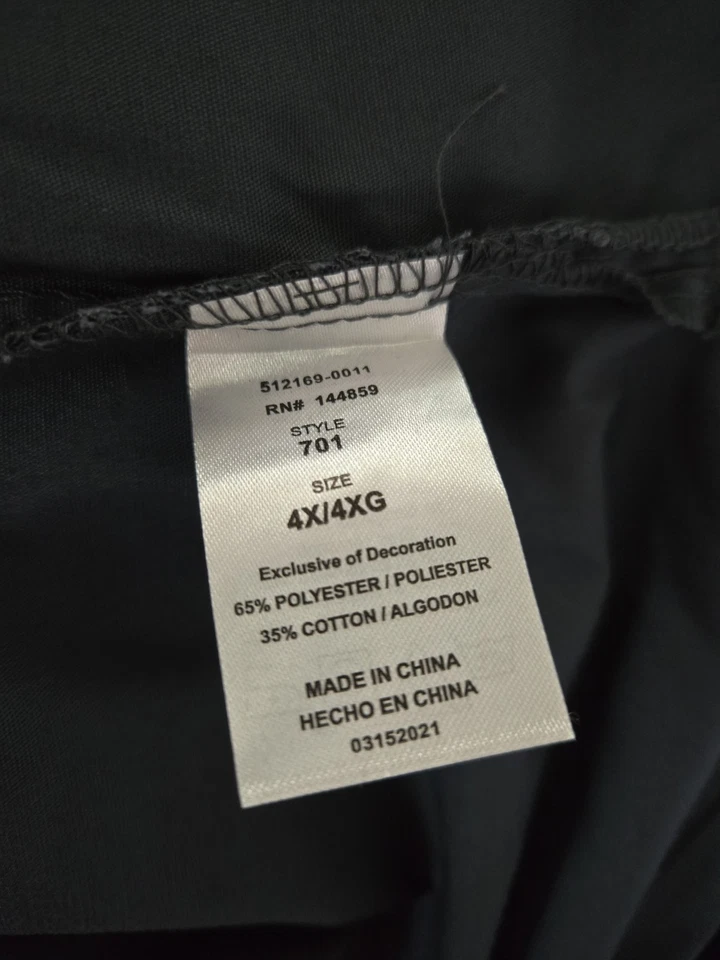 512169-0011
RN# 144859
STYLE
701
SIZE
4X/4XG
Exclusive of Decoration
65% POLYESTER / POLIESTER
35% COTTON / ALGODON
MADE IN CHINA
HECHO EN CHINA
03152021